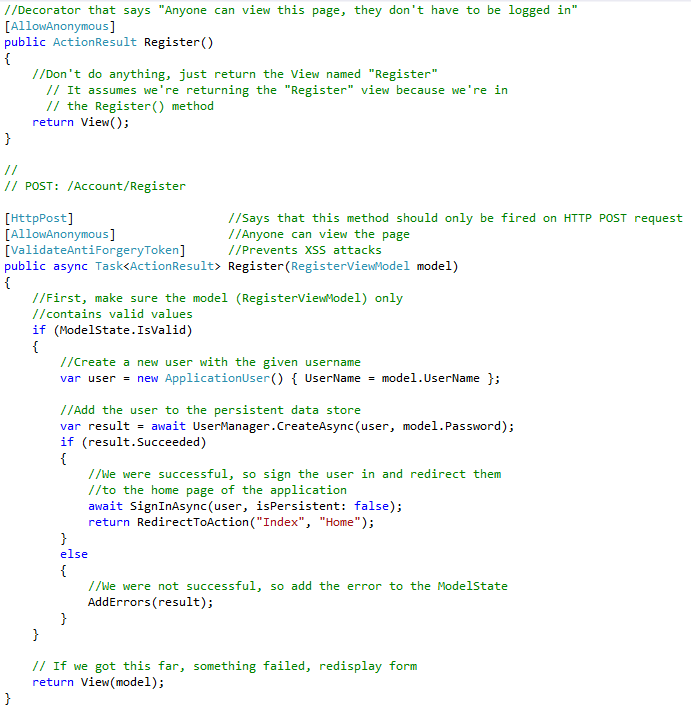 //Decorator that says "Anyone can view this page, they don't have to be logged in"
[AllowAnonymous]
public ActionResult Register()
{
    //Don't do anything, just return the View named "Register"
      // It assumes we're returning the "Register" view because we're in
      // the Register() method
    return View();
}

//
// POST: /Account/Register

[HttpPost]                      //Says that this method should only be fired on HTTP POST request
[AllowAnonymous]                //Anyone can view the page
[ValidateAntiForgeryToken]      //Prevents XSS attacks
public async Task<ActionResult> Register(RegisterViewModel model)
{
    //First, make sure the model (RegisterViewModel) only
    //contains valid values
    if (ModelState.IsValid)
    {
        //Create a new user with the given username
        var user = new ApplicationUser() { UserName = model.UserName };

        //Add the user to the persistent data store
        var result = await UserManager.CreateAsync(user, model.Password);
        if (result.Succeeded)
        {
            //We were successful, so sign the user in and redirect them
            //to the home page of the application
            await SignInAsync(user, isPersistent: false);
            return RedirectToAction("Index", "Home");
        }
        else
        {
            //We were not successful, so add the error to the ModelState
            AddErrors(result);
        }
    }

    // If we got this far, something failed, redisplay form
    return View(model);
}